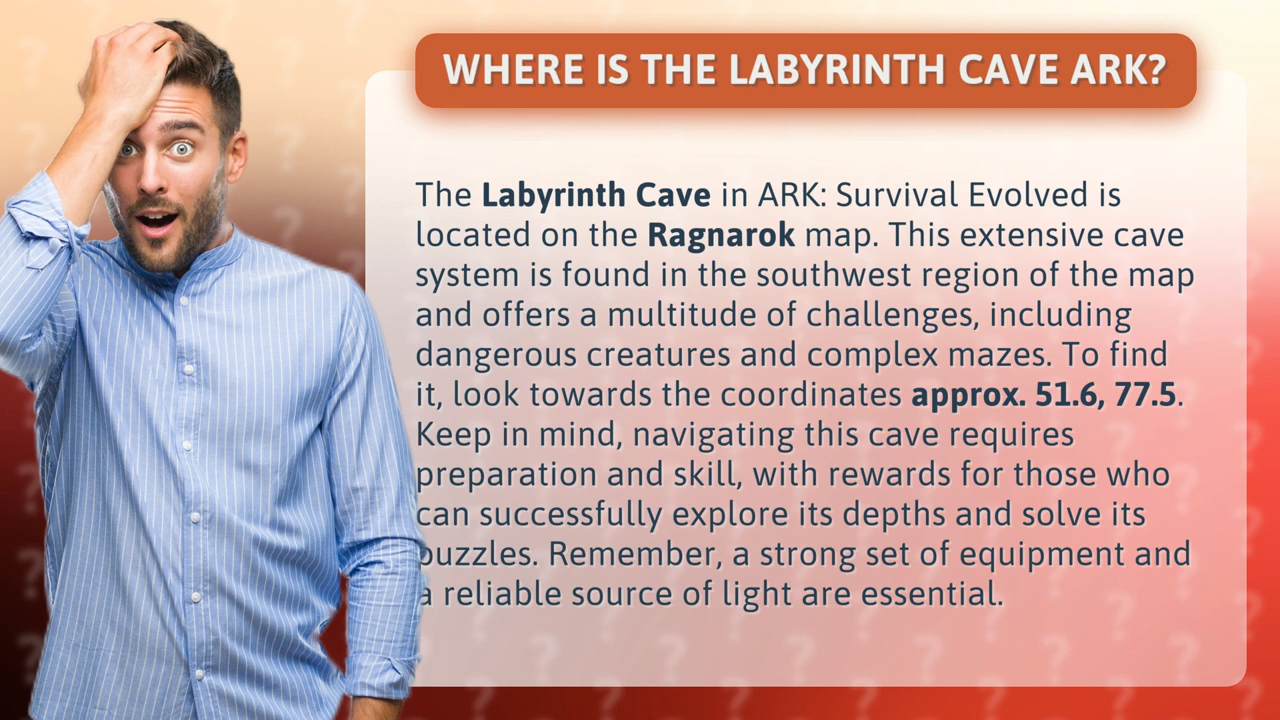 WHERE IS THE LABYRINTH CAVE ARK?
The Labyrinth Cave in ARK: Survival Evolved is
located on the Ragnarok map. This extensive cave
system is found in the southwest region of the map
and offers a multitude of challenges, including
dangerous creatures and complex mazes. To find
it, look towards the coordinates approx. 51.6, 77.5.
Keep in mind, navigating this cave requires
preparation and skill, with rewards for those who
can successfully explore its depths and solve its
puzzles. Remember, a strong set of equipment and
a reliable source of light are essential.